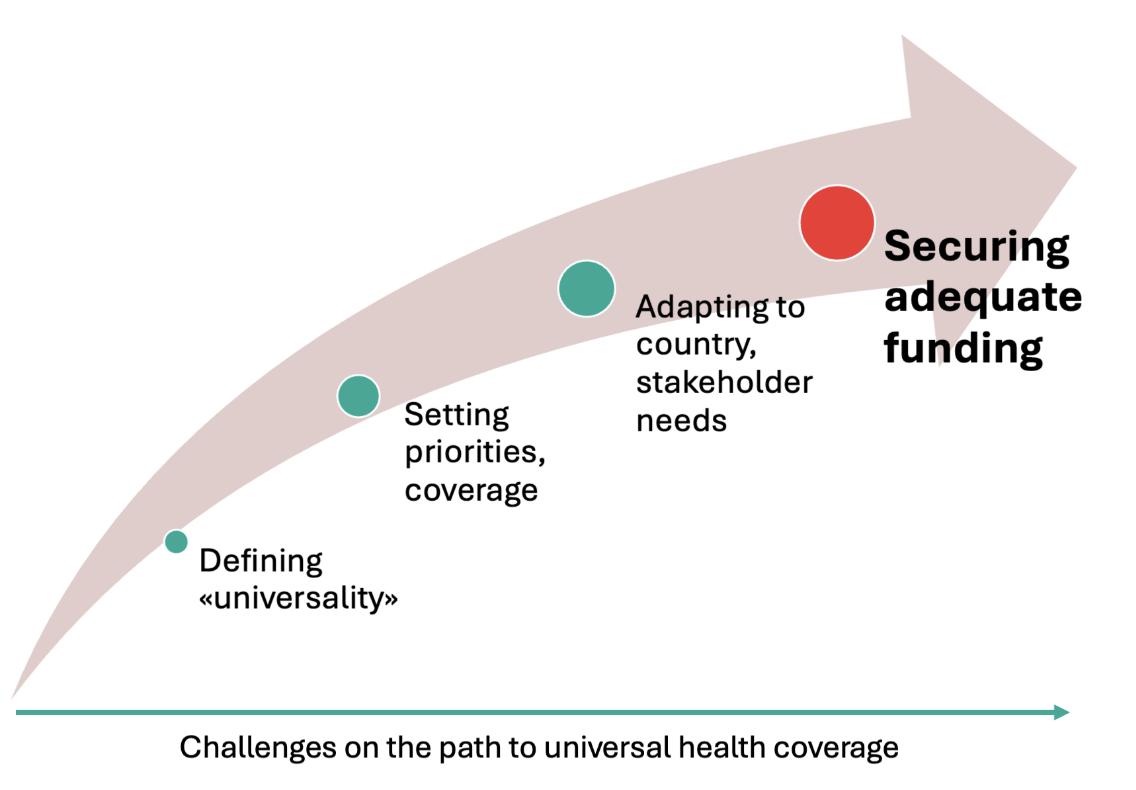 Securing
adequate
funding
Adapting to
country,
stakeholder
needs
Setting
priorities,
coverage
Defining
«universality»
Challenges on the path to universal health coverage